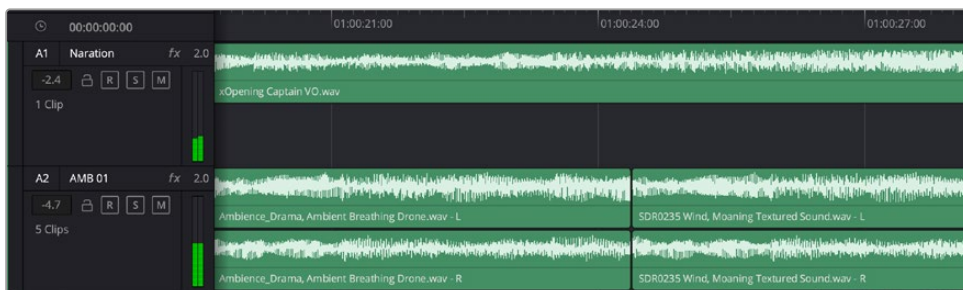 00:00:00:00 01:00:21:00 01:00:24:00 01:00:27:00
A1 Naration fx 2.0
-2.4 R S M
xOpening Captain VO.wav
1 Clip
A2 AMB 01 fx 2.0
-4.7 R S M
Ambience_Drama, Ambient Breathing Drone.wav - L SDR0235 Wind, Moaning Textured Sound.wav - L
5 Clips
Ambience_Drama, Ambient Breathing Drone.wav - R SDR0235 Wind, Moaning Textured Sound.wav - R